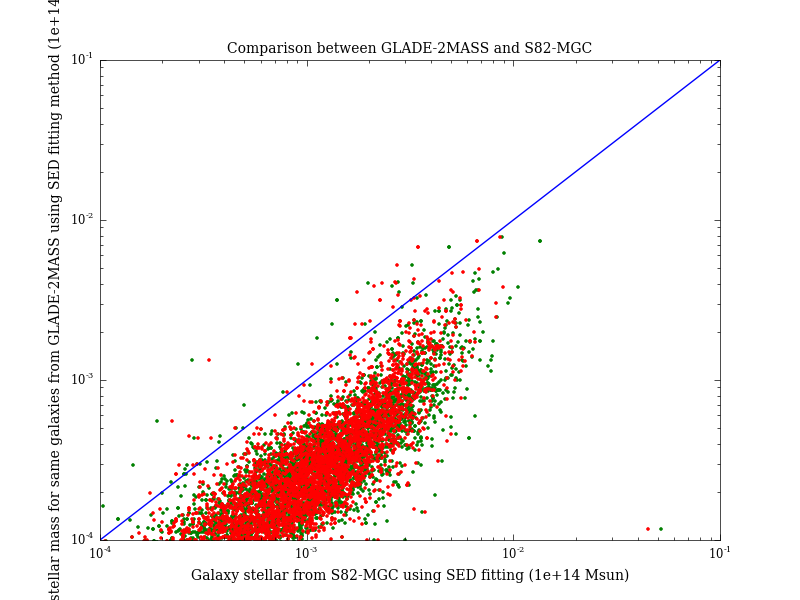 Comparison between GLADE-2MASS and S82-MGC
stellar mass for same galaxies from GLADE-2MASS using SED fitting method (1e+14
10^-1
10^-2
10^-3
10^-4
10^-4
10^-3
10^-2
10^-1
Galaxy stellar from S82-MGC using SED fitting (1e+14 Msun)